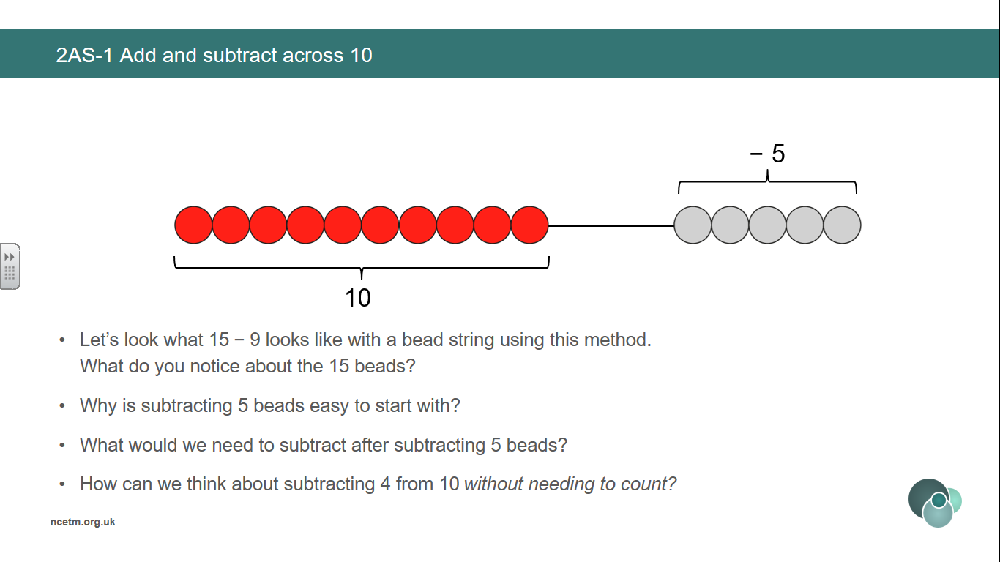 2AS-1 Add and subtract across 10
− 5
10
• Let’s look what 15 − 9 looks like with a bead string using this method.
What do you notice about the 15 beads?
• Why is subtracting 5 beads easy to start with?
• What would we need to subtract after subtracting 5 beads?
• How can we think about subtracting 4 from 10 without needing to count?
ncetm.org.uk